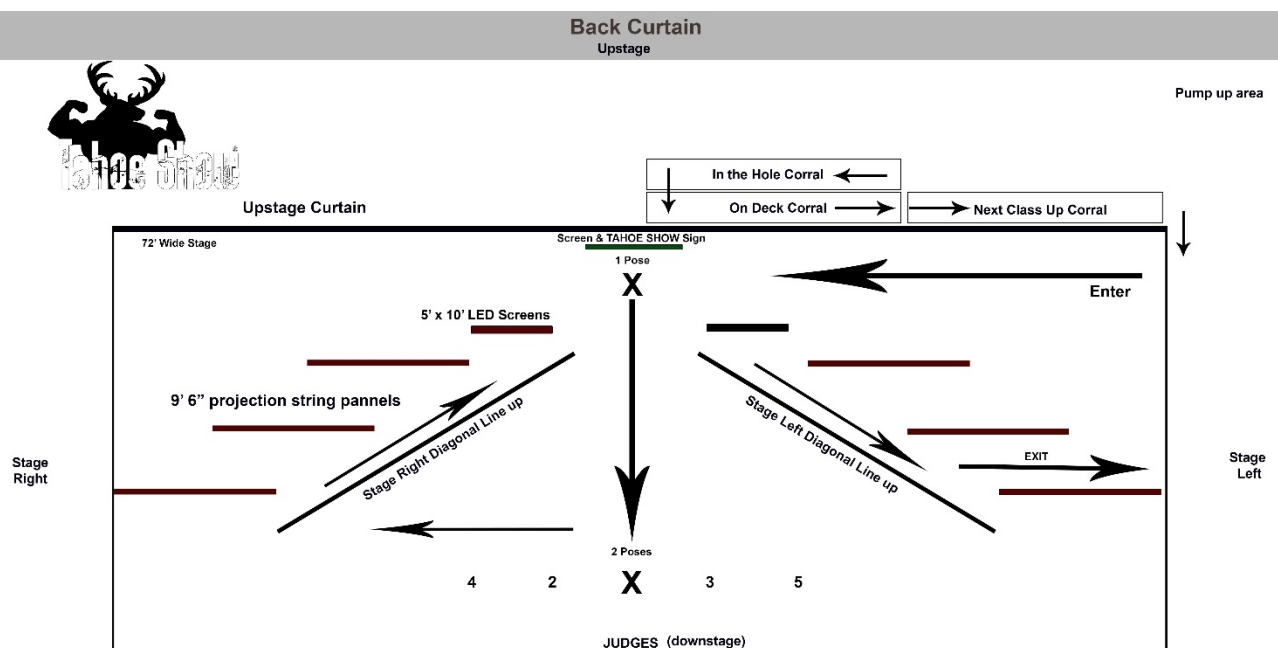 Back Curtain
Upstage
Pump up area
Tahoe Show
In the Hole Corral
On Deck Corral
Next Class Up Corral
Upstage Curtain
72' Wide Stage
Screen & TAHOE SHOW Sign
1 Pose
X
Enter
5' x 10' LED Screens
9' 6” projection string pannels
Stage Right Diagonal Line up
Stage Left Diagonal Line up
EXIT
Stage
Right
Stage
Left
2 Poses
4 2 X 3 5
JUDGES (downstage)